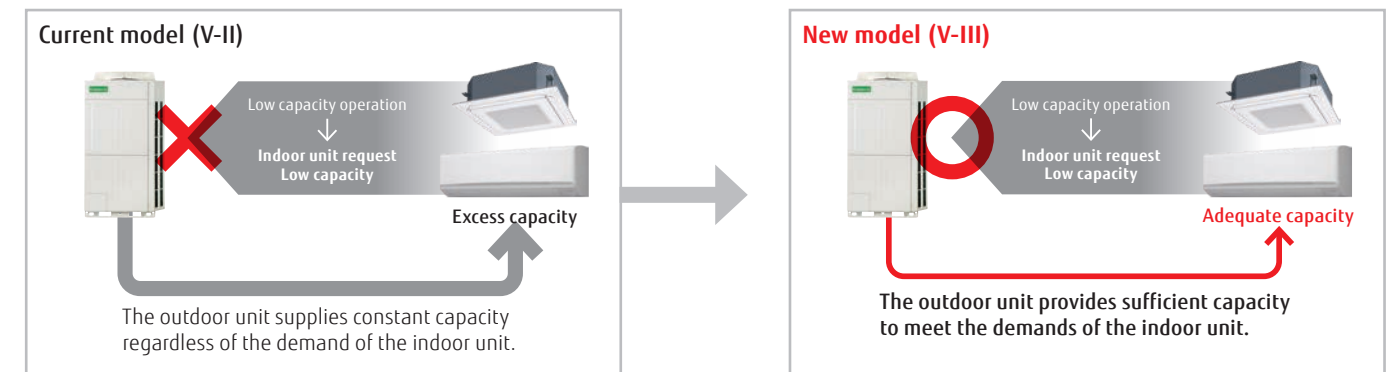 Current model (V-II)
Low capacity operation
Indoor unit request
Low capacity
Excess capacity
The outdoor unit supplies constant capacity
regardless of the demand of the indoor unit.
New model (V-III)
Low capacity operation
Indoor unit request
Low capacity
Adequate capacity
The outdoor unit provides sufficient capacity
to meet the demands of the indoor unit.